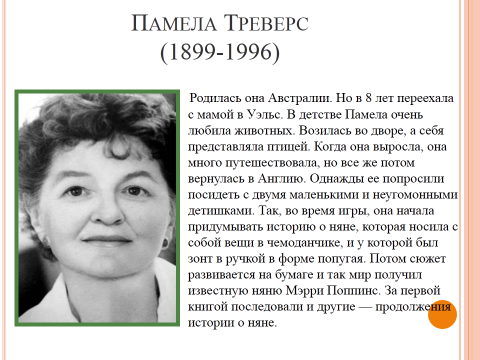 Памела Треверс
(1899-1996)
Родилась она Австралии. Но в 8 лет переехала
с мамой в Уэльс. В детстве Памела очень
любила животных. Возилась во дворе, а себя
представляла птицей. Когда она выросла, она
много путешествовала, но все же потом
вернулась в Англию. Однажды ее попросили
посидеть с двумя маленькими и неугомонными
детишками. Так, во время игры, она начала
придумывать историю о няне, которая носила с
собой вещи в чемоданчике, и у которой был
зонт в ручкой в форме попугая. Потом сюжет
развивается на бумаге и так мир получил
известную няню Мэрри Поппинс. За первой
книгой последовали и другие — продолжения
истории о няне.